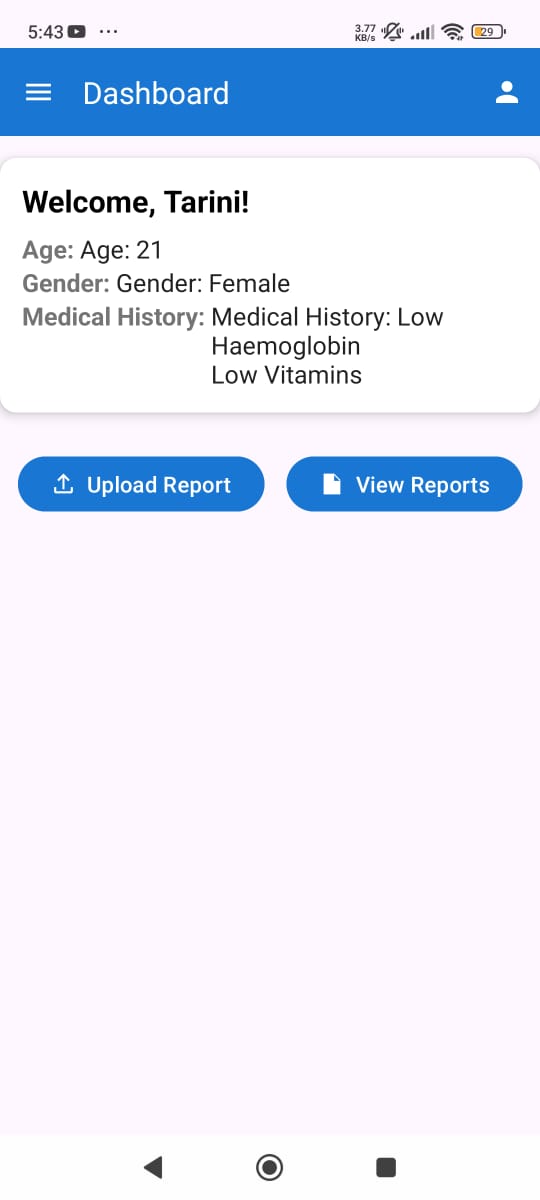 5:43 ... 3.77 KB/s 29
Dashboard
Welcome, Tarini!
Age: Age: 21
Gender: Gender: Female
Medical History: Medical History: Low
Haemoglobin
Low Vitamins
Upload Report View Reports